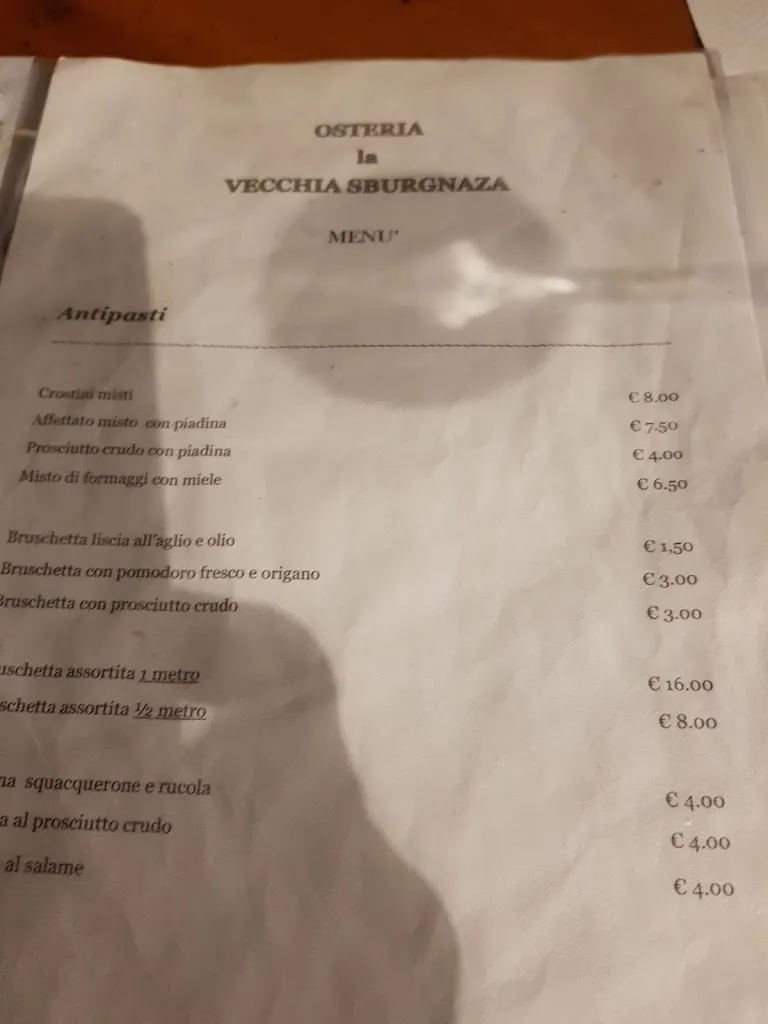 OSTERIA
la
VECCHIA SBURGNAZA
MENU'
Antipasti
Crostini misti € 8.00
Affettato misto con piadina € 7.50
Prosciutto crudo con piadina € 4.00
Misto di formaggi con miele € 6.50
Bruschetta liscia all'aglio e olio € 1,50
Bruschetta con pomodoro fresco e origano € 3.00
Bruschetta con prosciutto crudo € 3.00
uschetta assortita 1 metro € 16.00
schetta assortita ½ metro € 8.00
na squacquerone e rucola € 4.00
a al prosciutto crudo € 4.00
al salame € 4.00